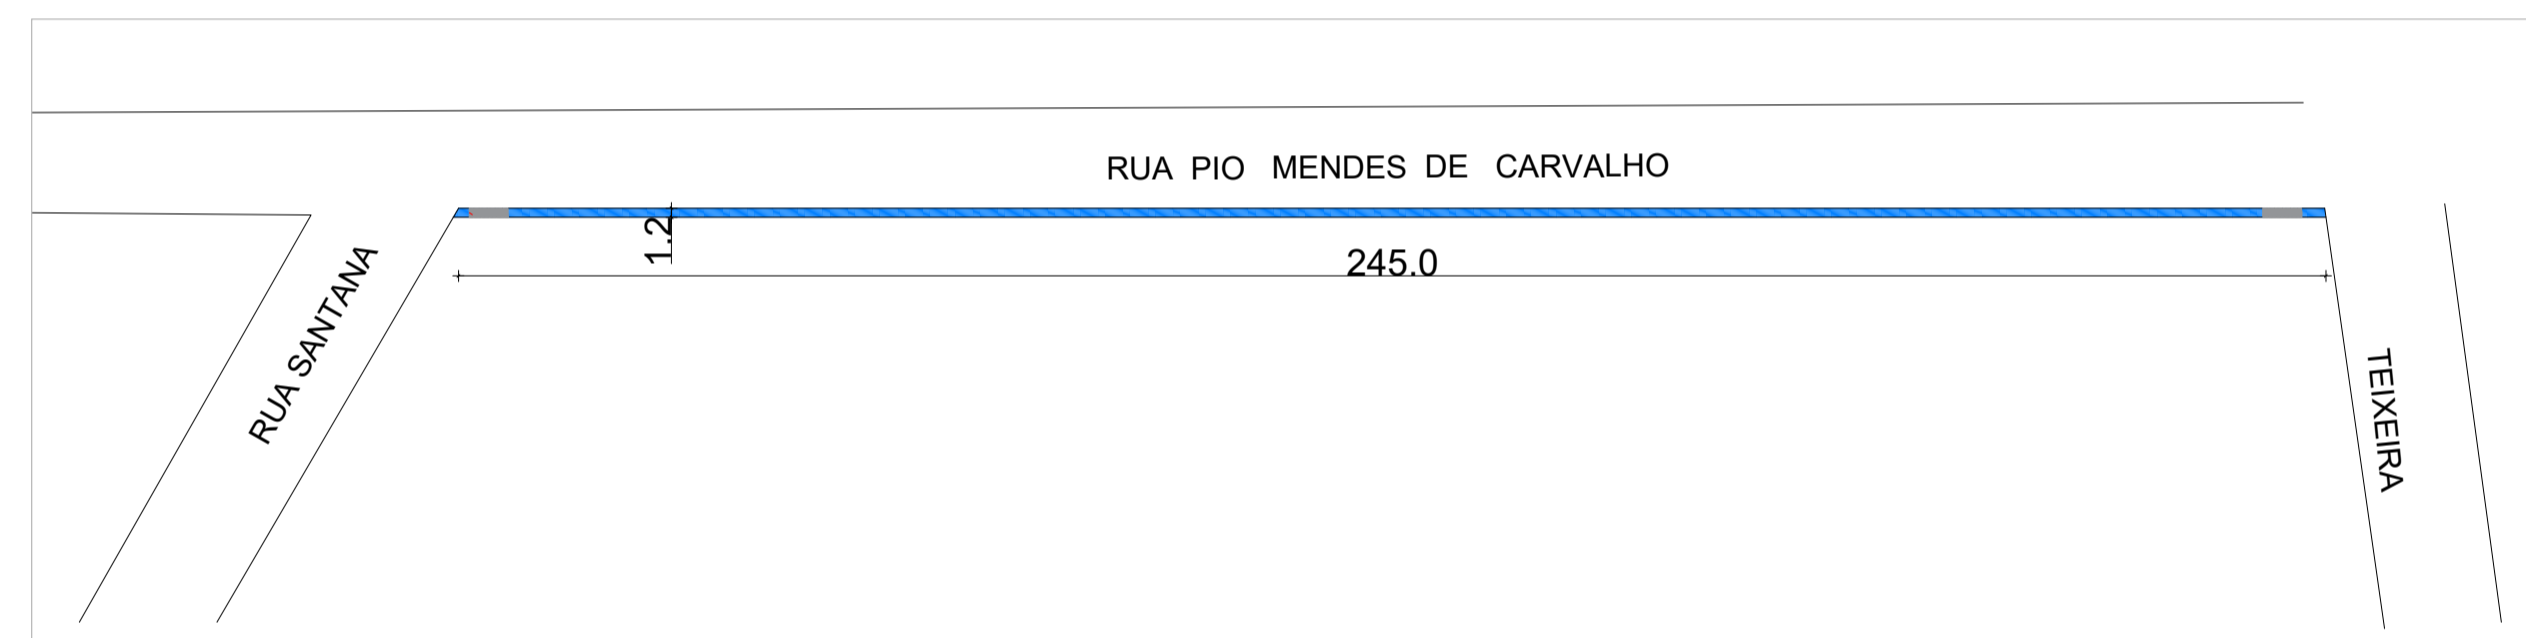 RUA PIO MENDES DE CARVALHO
1.2
245.0
RUA SANTANA
TEIXEIRA